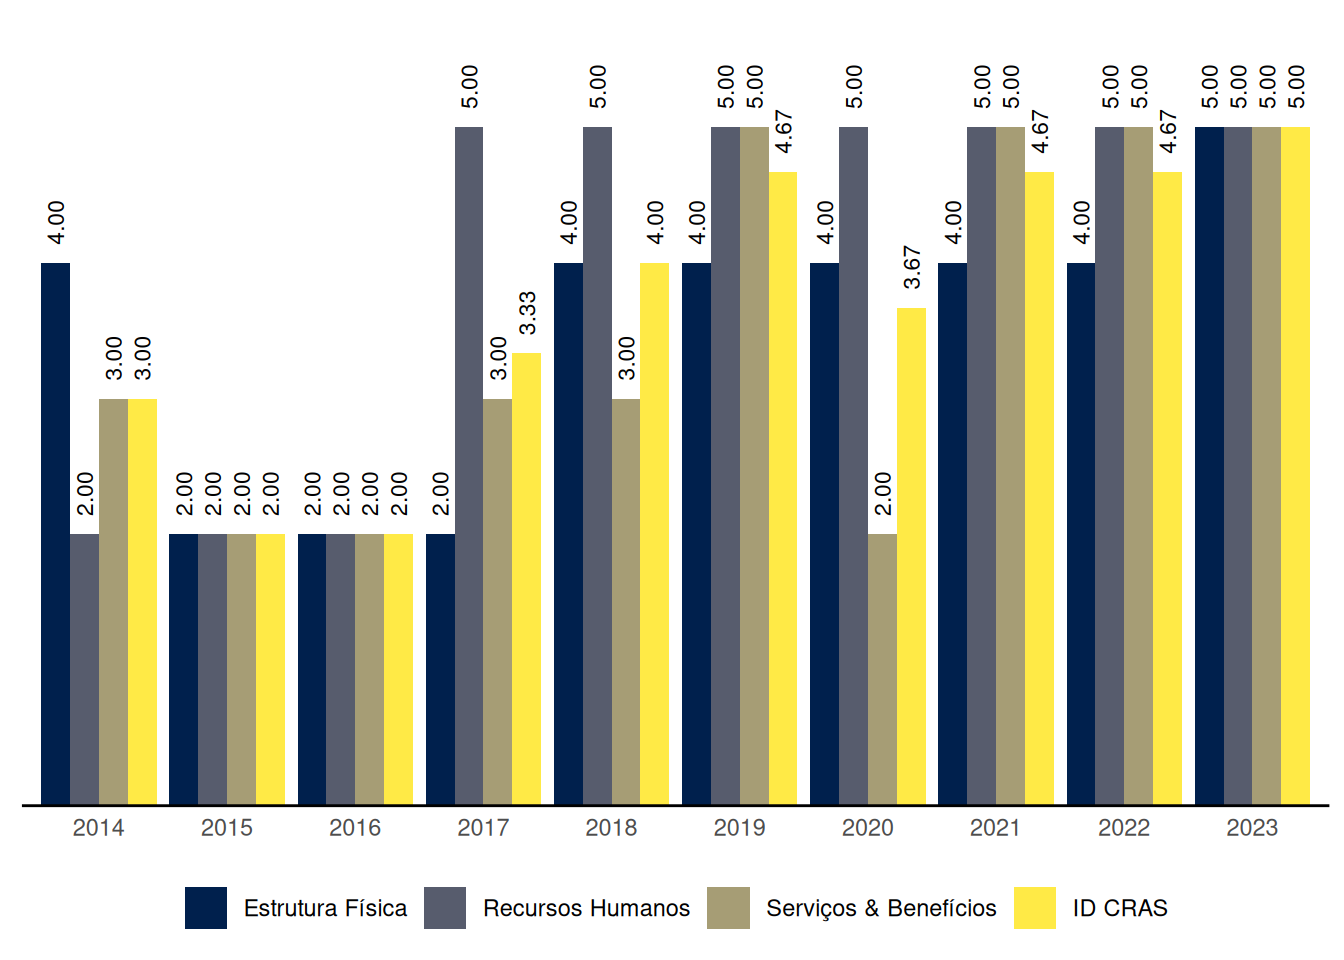 4.00 2.00 3.00 3.00
2.00 2.00 2.00 2.00
2.00 2.00 2.00 2.00
2.00 5.00 3.00 3.33
4.00 5.00 3.00 4.00
4.00 5.00 5.00 4.67
4.00 5.00 2.00 3.67
4.00 5.00 5.00 4.67
4.00 5.00 5.00 4.67
5.00 5.00 5.00 5.00
2014 2015 2016 2017 2018 2019 2020 2021 2022 2023
Estrutura Física Recursos Humanos Serviços & Benefícios ID CRAS